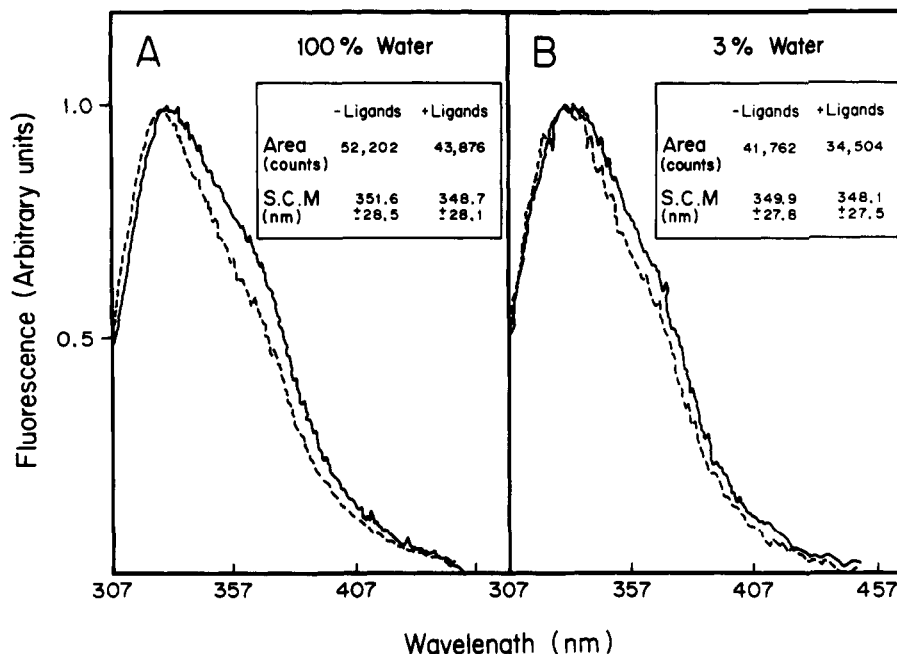 A 100% Water
-Ligands +Ligands
Area (counts) 52,202 43,876
S.C.M (nm) 351.6 ±28.5 348.7 ±28.1
B 3% Water
-Ligands +Ligands
Area (counts) 41,762 34,504
S.C.M (nm) 349.9 ±27.8 348.1 ±27.5
Fluorescence (Arbitrary units)
1.0
0.5
307 357 407 307 357 407 457
Wavelength (nm)